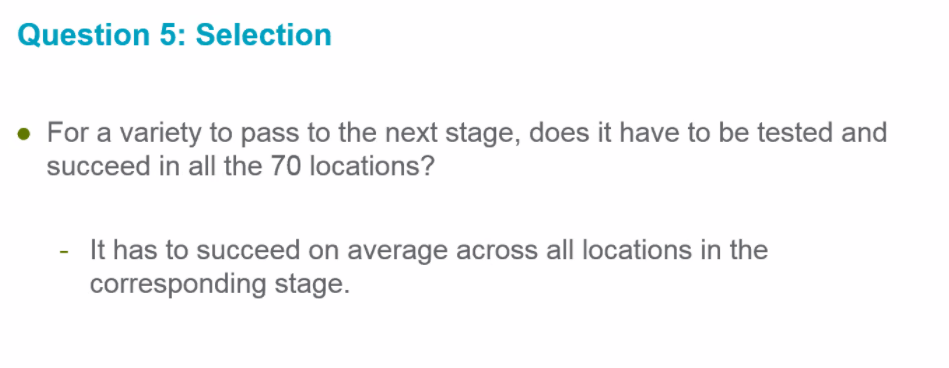 Question 5: Selection
● For a variety to pass to the next stage, does it have to be tested and
succeed in all the 70 locations?
- It has to succeed on average across all locations in the
corresponding stage.